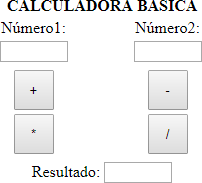 CALCULADORA BASICA
Número1: Número2:
+ -
* /
Resultado: